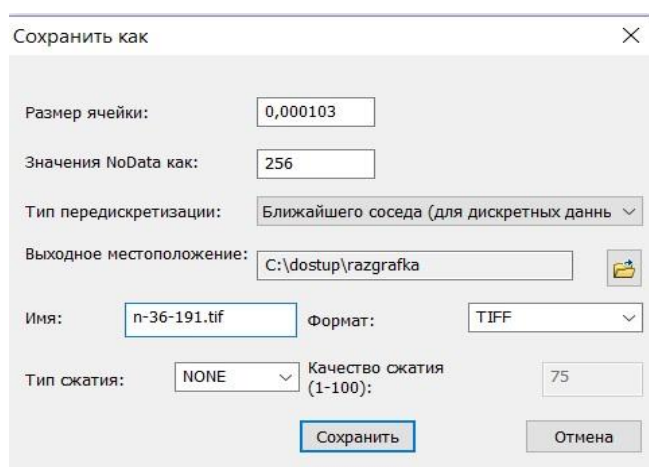 Сохранить как
Размер ячейки: 0,000103
Значения NoData как: 256
Тип передискретизации: Ближайшего соседа (для дискретных даннь
Выходное местоположение: C:\dostup\razgrafka
Имя: n-36-191.tif Формат: TIFF
Тип сжатия: NONE Качество сжатия
(1-100): 75
Сохранить Отмена